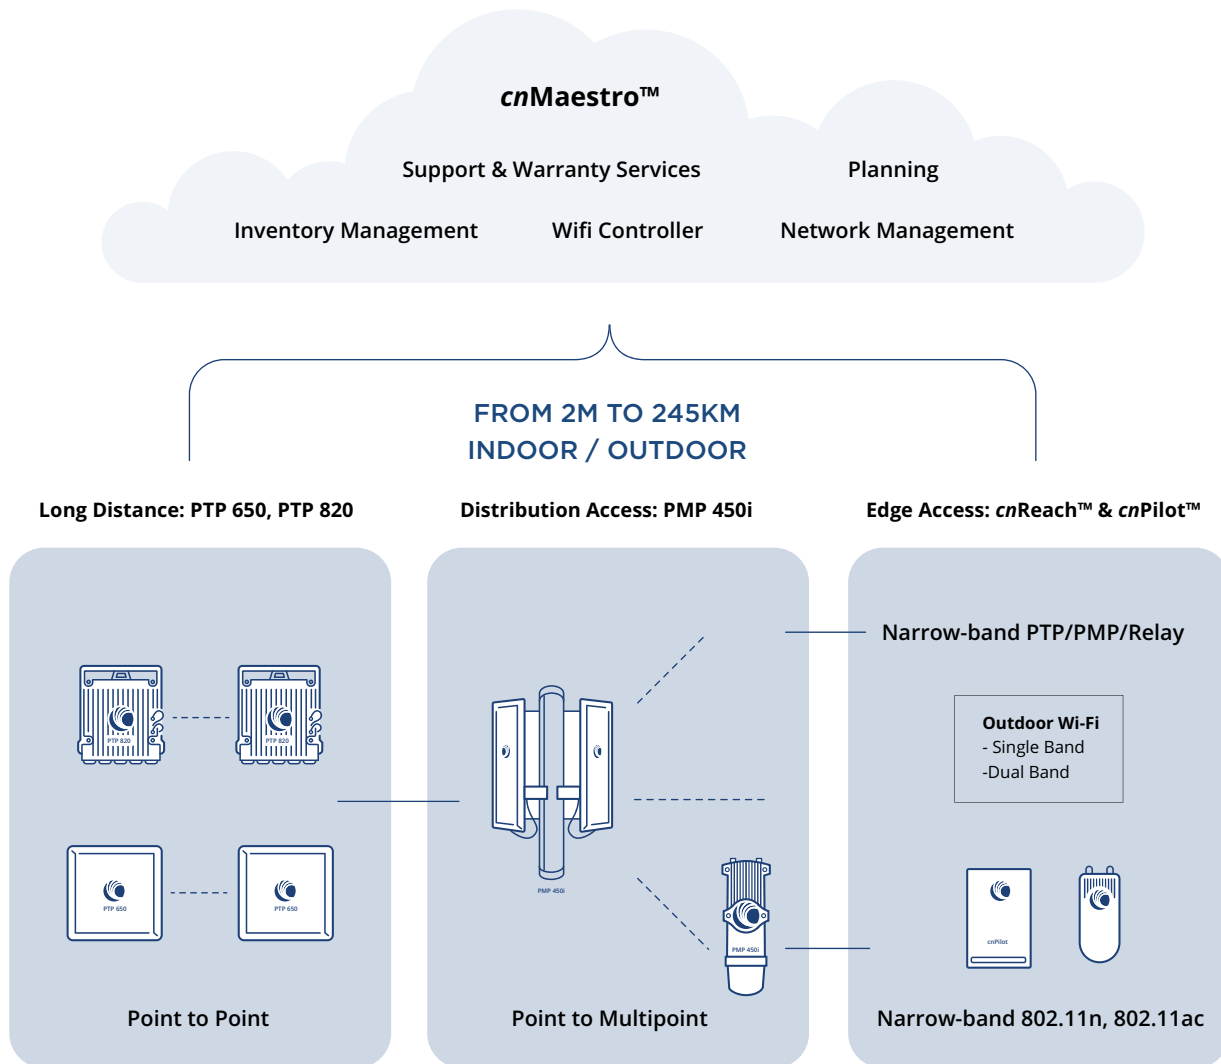 cnMaestro™
Support & Warranty Services
Planning
Inventory Management
Wifi Controller
Network Management
FROM 2M TO 245KM
INDOOR / OUTDOOR
Long Distance: PTP 650, PTP 820
Distribution Access: PMP 450i
Edge Access: cnReach™ & cnPilot™
PTP 820
PTP 820
PTP 650
PTP 650
Point to Point
PMP 450i
PMP 450i
Point to Multipoint
Narrow-band PTP/PMP/Relay
Outdoor Wi-Fi
- Single Band
-Dual Band
cnPilot
Narrow-band 802.11n, 802.11ac